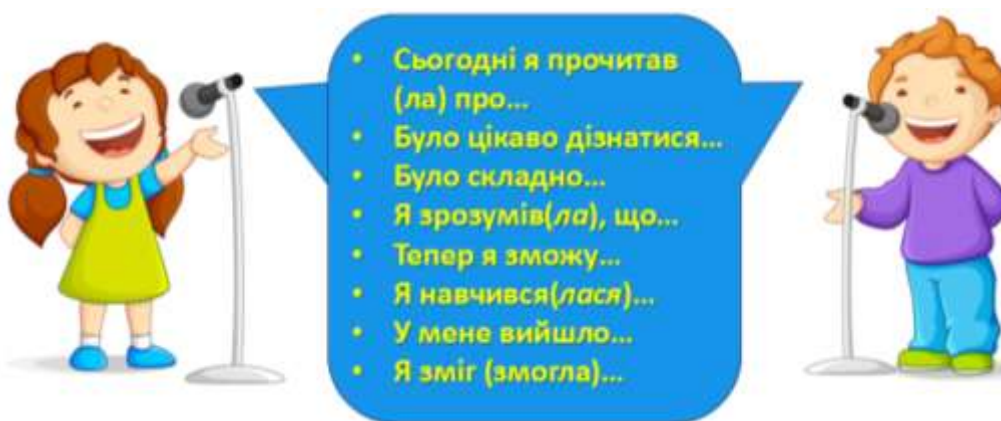 • Сьогодні я прочитав
(ла) про...
• Було цікаво дізнатися...
• Було складно...
• Я зрозумів(ла), що...
• Тепер я зможу...
• Я навчився(лася)...
• У мене вийшло...
• Я зміг (змогла)...